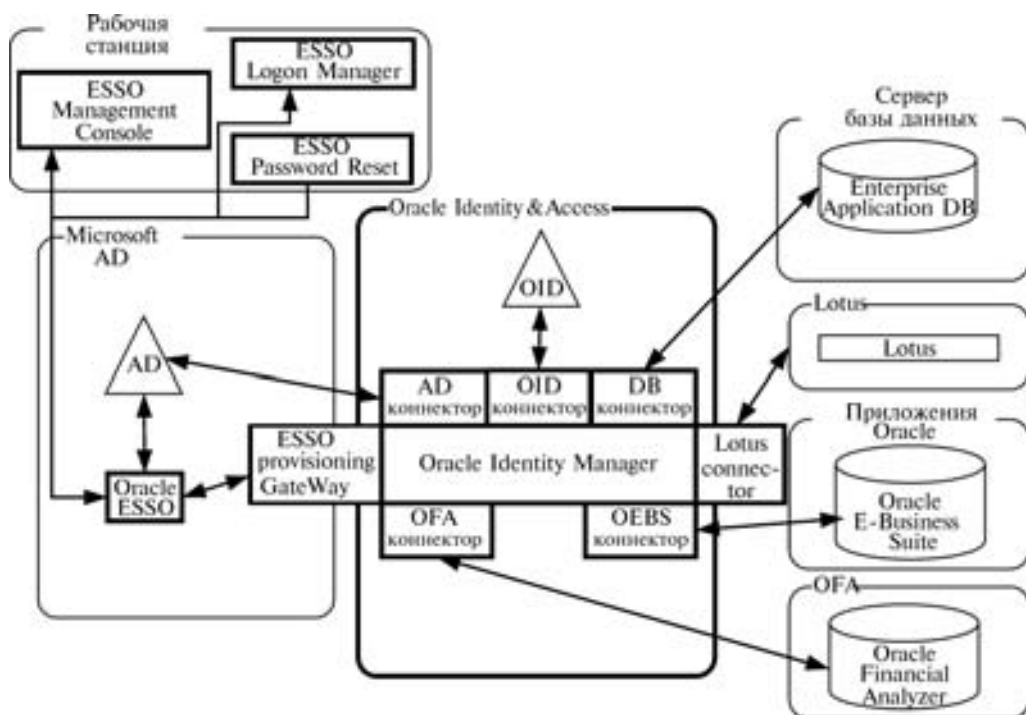 Рабочая
станция
ESSO
Management
Console
ESSO
Logon Manager
ESSO
Password Reset
Сервер
базы данных
Enterprise
Application DB
Microsoft
AD
AD
Oracle
ESSO
Oracle Identity & Access
OID
AD
коннектор
OID
коннектор
DB
коннектор
ESSO
provisioning
GateWay
Oracle Identity Manager
Lotus
connec-
tor
OFA
коннектор
OEBS
коннектор
Lotus
Lotus
Приложения
Oracle
Oracle
E-Business
Suite
OFA
Oracle
Financial
Analyzer